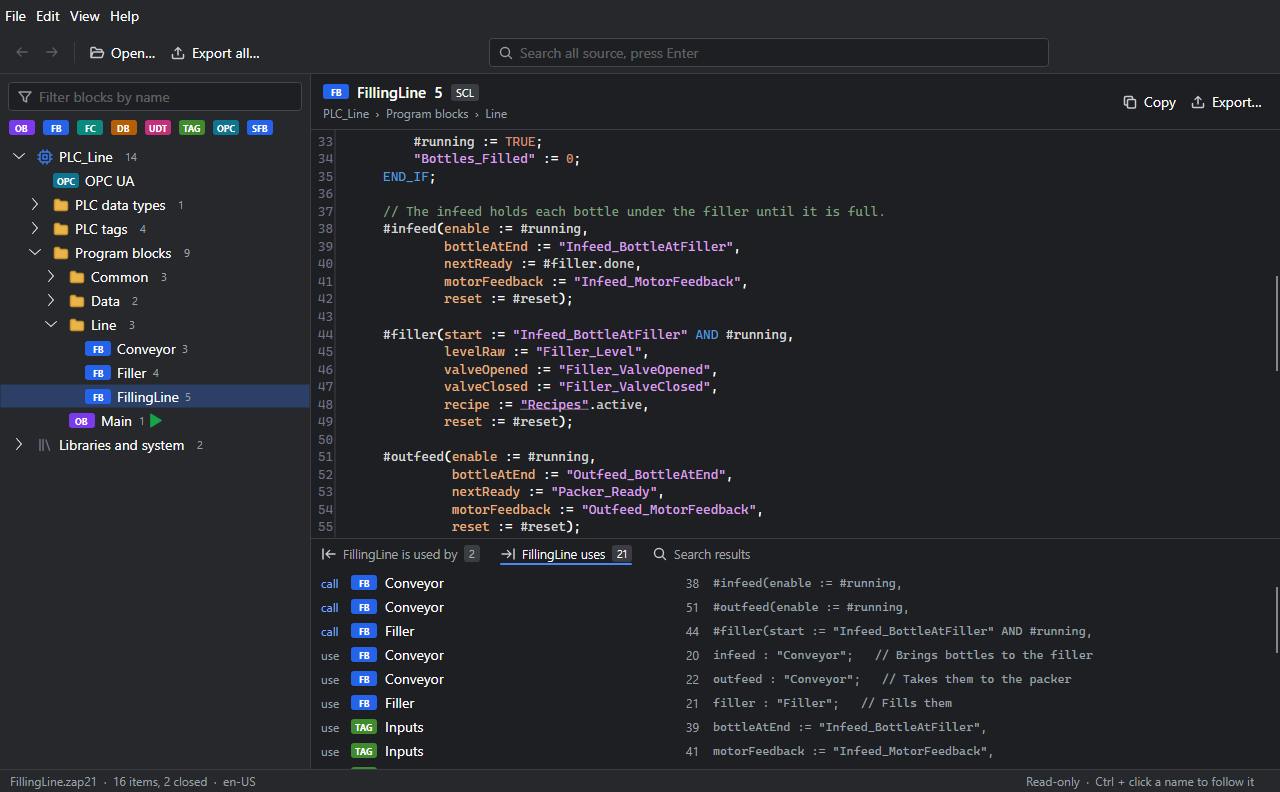 File Edit View Help
Open... Export all... Search all source, press Enter
Filter blocks by name
OB FB FC DB UDT TAG OPC SFB
PLC_Line 14
OPC OPC UA
PLC data types 1
PLC tags 4
Program blocks 9
Common 3
Data 2
Line 3
FB Conveyor 3
FB Filler 4
FB FillingLine 5
OB Main 1
Libraries and system 2
FB FillingLine 5 SCL
PLC_Line › Program blocks › Line
Copy Export...
33 #running := TRUE;
34 "Bottles_Filled" := 0;
35 END_IF;
36
37 // The infeed holds each bottle under the filler until it is full.
38 #infeed(enable := #running,
39 bottleAtEnd := "Infeed_BottleAtFiller",
40 nextReady := #filler.done,
41 motorFeedback := "Infeed_MotorFeedback",
42 reset := #reset);
43
44 #filler(start := "Infeed_BottleAtFiller" AND #running,
45 levelRaw := "Filler_Level",
46 valveOpened := "Filler_ValveOpened",
47 valveClosed := "Filler_ValveClosed",
48 recipe := "Recipes".active,
49 reset := #reset);
50
51 #outfeed(enable := #running,
52 bottleAtEnd := "Outfeed_BottleAtEnd",
53 nextReady := "Packer_Ready",
54 motorFeedback := "Outfeed_MotorFeedback",
55 reset := #reset);
FillingLine is used by 2 FillingLine uses 21 Search results
call FB Conveyor 38 #infeed(enable := #running,
call FB Conveyor 51 #outfeed(enable := #running,
call FB Filler 44 #filler(start := "Infeed_BottleAtFiller" AND #running,
use FB Conveyor 20 infeed : "Conveyor"; // Brings bottles to the filler
use FB Conveyor 22 outfeed : "Conveyor"; // Takes them to the packer
use FB Filler 21 filler : "Filler"; // Fills them
use TAG Inputs 39 bottleAtEnd := "Infeed_BottleAtFiller",
use TAG Inputs 41 motorFeedback := "Infeed_MotorFeedback",
FillingLine.zap21 · 16 items, 2 closed · en-US
Read-only · Ctrl + click a name to follow it